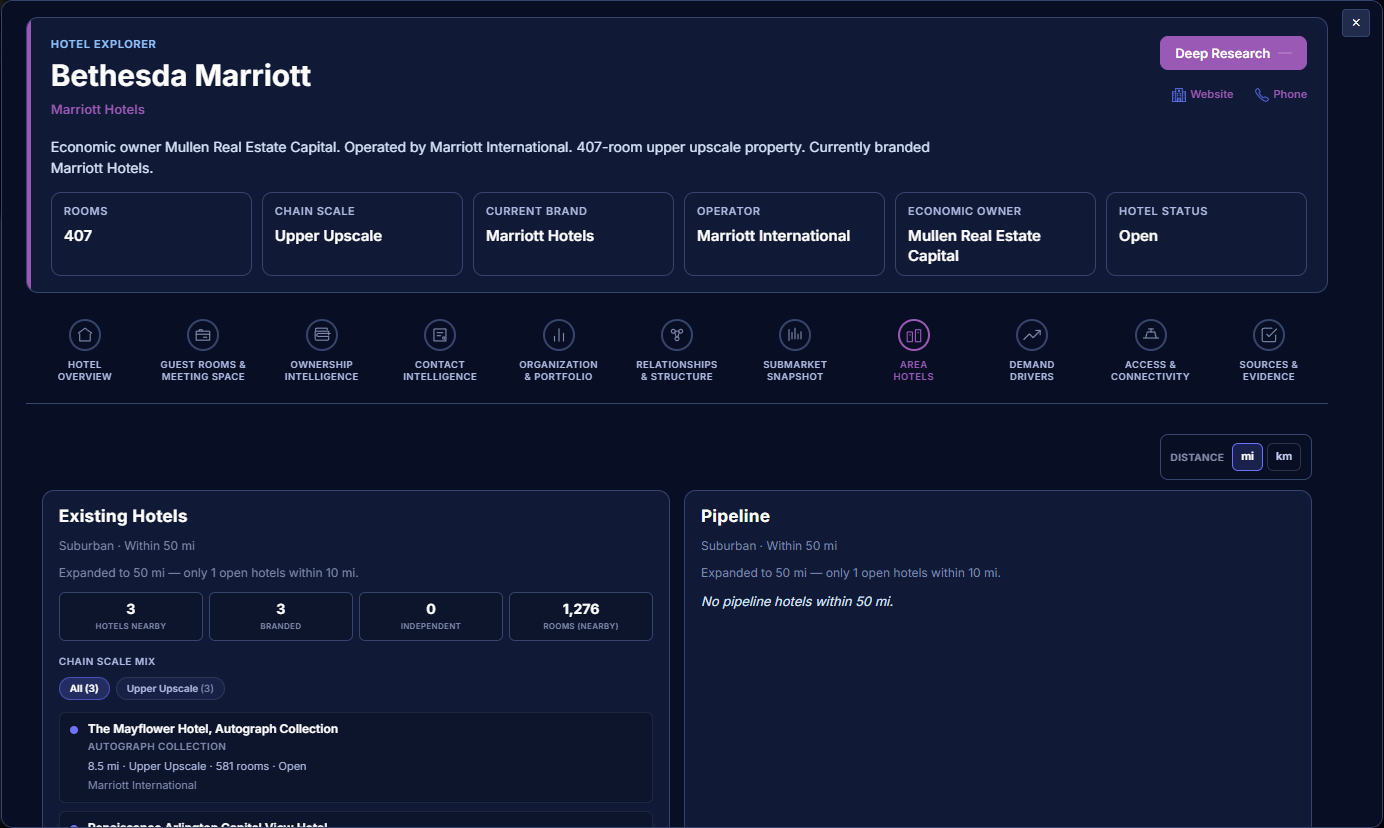 HOTEL EXPLORER
Bethesda Marriott
Marriott Hotels
Deep Research —
Website
Phone
Economic owner Mullen Real Estate Capital. Operated by Marriott International. 407-room upper upscale property. Currently branded
Marriott Hotels.
ROOMS
407
CHAIN SCALE
Upper Upscale
CURRENT BRAND
Marriott Hotels
OPERATOR
Marriott International
ECONOMIC OWNER
Mullen Real Estate
Capital
HOTEL STATUS
Open
HOTEL
OVERVIEW
GUEST ROOMS &
MEETING SPACE
OWNERSHIP
INTELLIGENCE
CONTACT
INTELLIGENCE
ORGANIZATION
& PORTFOLIO
RELATIONSHIPS
& STRUCTURE
SUBMARKET
SNAPSHOT
AREA
HOTELS
DEMAND
DRIVERS
ACCESS &
CONNECTIVITY
SOURCES &
EVIDENCE
DISTANCE mi km
Existing Hotels
Suburban · Within 50 mi
Expanded to 50 mi — only 1 open hotels within 10 mi.
3
HOTELS NEARBY
3
BRANDED
0
INDEPENDENT
1,276
ROOMS (NEARBY)
CHAIN SCALE MIX
All (3)
Upper Upscale (3)
The Mayflower Hotel, Autograph Collection
AUTOGRAPH COLLECTION
8.5 mi · Upper Upscale · 581 rooms · Open
Marriott International
Renaissance Arlington Capital View Hotel
Pipeline
Suburban · Within 50 mi
Expanded to 50 mi — only 1 open hotels within 10 mi.
No pipeline hotels within 50 mi.